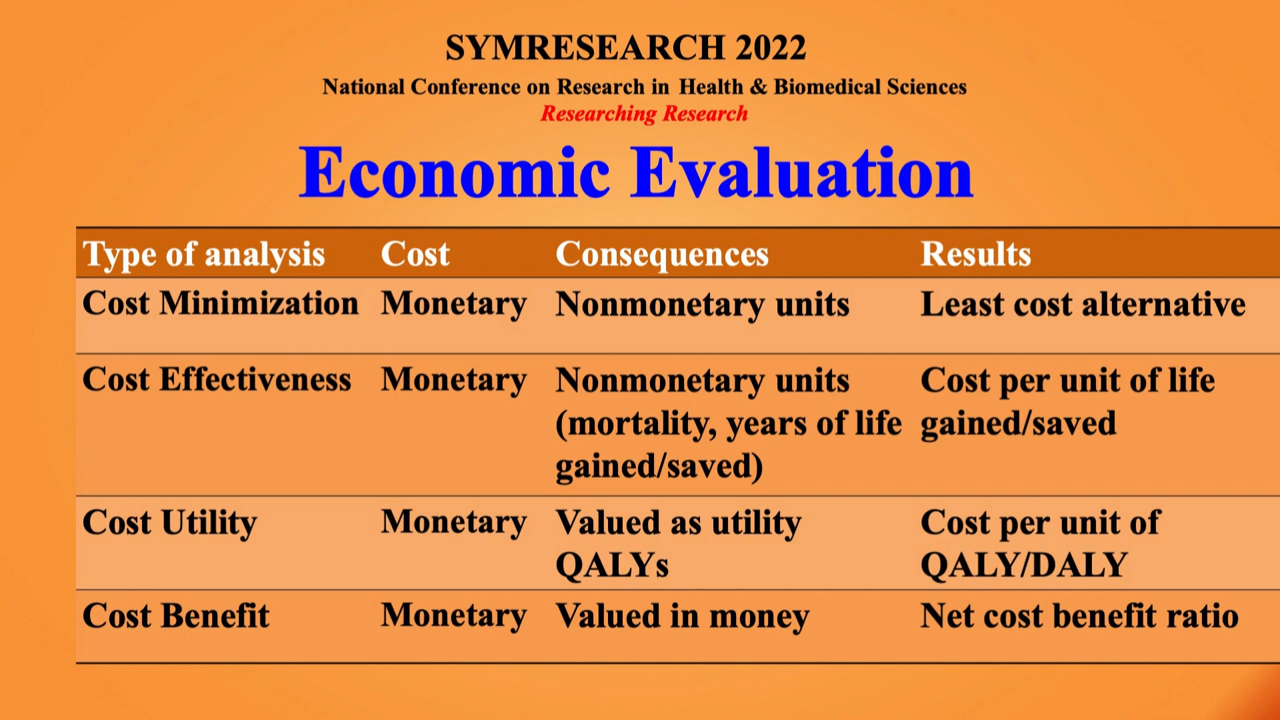 SYMRESEARCH 2022
National Conference on Research in Health & Biomedical Sciences
Researching Research
Economic Evaluation
Type of analysis Cost Consequences Results
Cost Minimization Monetary Nonmonetary units Least cost alternative
Cost Effectiveness Monetary Nonmonetary units Cost per unit of life
(mortality, years of life gained/saved
gained/saved)
Cost Utility Monetary Valued as utility Cost per unit of
QALYs QALY/DALY
Cost Benefit Monetary Valued in money Net cost benefit ratio